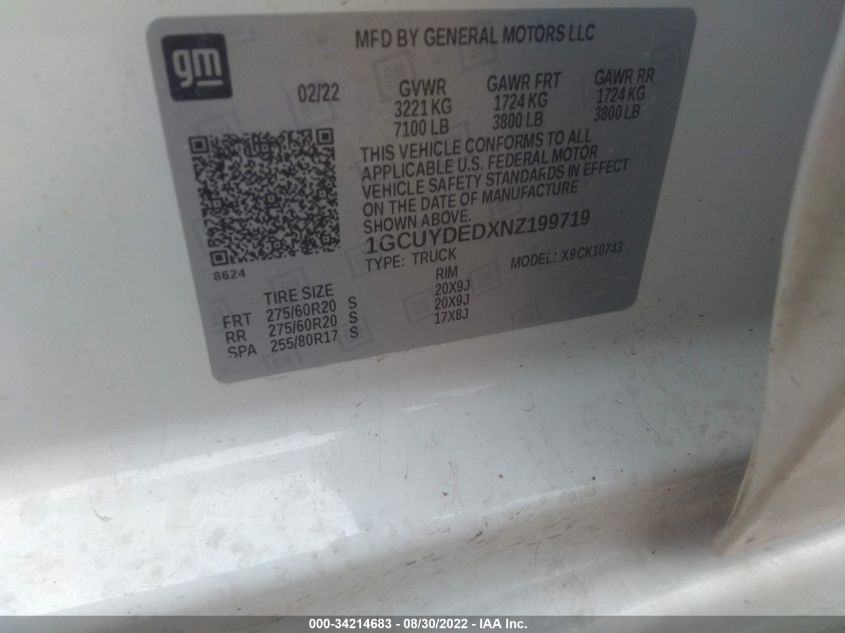 gm
MFD BY GENERAL MOTORS LLC
02/22
GVWR GAWR FRT GAWR RR
3221 KG 1724 KG 1724 KG
7100 LB 3800 LB 3800 LB
THIS VEHICLE CONFORMS TO ALL
APPLICABLE U.S. FEDERAL MOTOR
VEHICLE SAFETY STANDARDS IN EFFECT
ON THE DATE OF MANUFACTURE
SHOWN ABOVE.
1GCUYDEDXNZ199719
TYPE: TRUCK MODEL: X9CK10743
8624
TIRE SIZE RIM
FRT 275/60R20 S 20X9J
RR 275/60R20 S 20X9J
SPA 255/80R17 S 17X8J
000-34214683 - 08/30/2022 - IAA Inc.